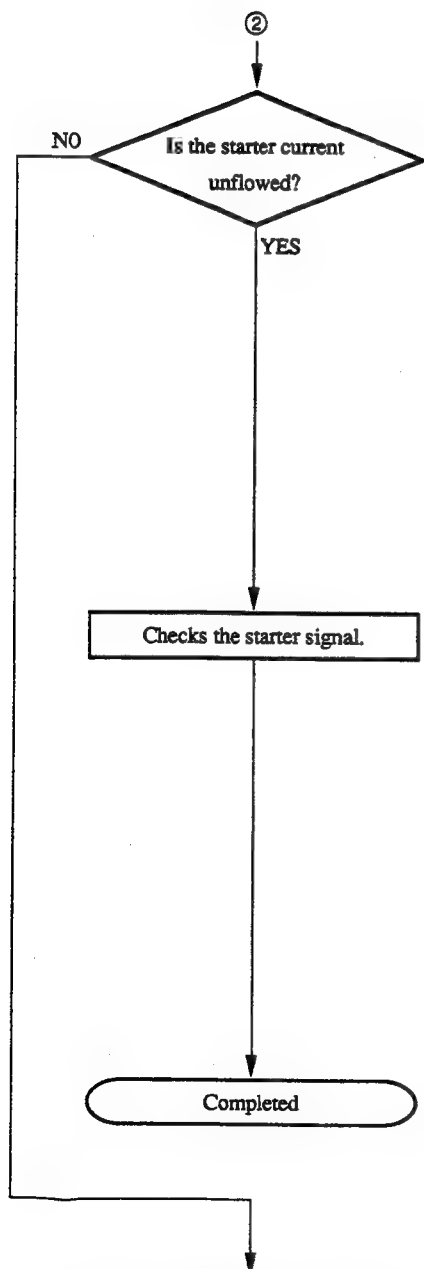 ②
NO
Is the starter current
unflowed?
YES
Checks the starter signal.
Completed